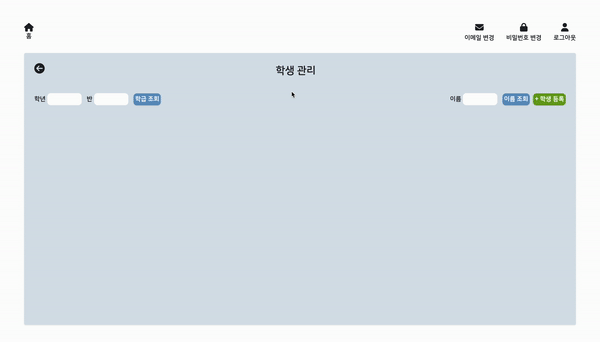 홈
이메일 변경 비밀번호 변경 로그아웃
학생 관리
학년 반 학급 조회 이름 이름 조회 + 학생 등록